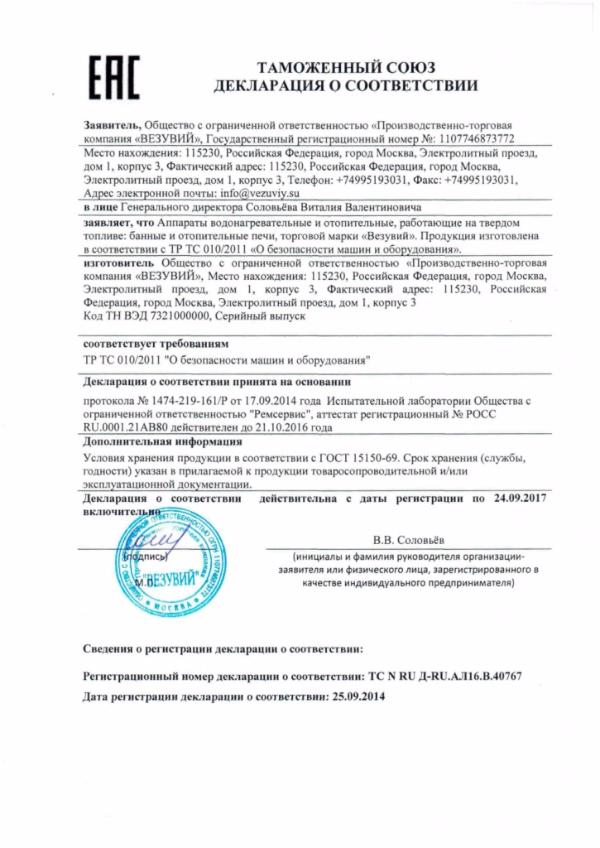 ЕАС
ТАМОЖЕННЫЙ СОЮЗ
ДЕКЛАРАЦИЯ О СООТВЕТСТВИИ
Заявитель, Общество с ограниченной ответственностью «Производственно-торговая
компания «ВЕЗУВИЙ», Государственный регистрационный номер №: 1107746873772
Место нахождения: 115230, Российская Федерация, город Москва, Электролитный проезд,
дом 1, корпус 3, Фактический адрес: 115230, Российская Федерация, город Москва,
Электролитный проезд, дом 1, корпус 3, Телефон: +74995193031, Факс: +74995193031,
Адрес электронной почты: info@vezuviy.su
в лице Генерального директора Соловьёва Виталия Валентиновича
заявляет, что Аппараты водонагревательные и отопительные, работающие на твердом
топливе: банные и отопительные печи, торговой марки «Везувий». Продукция изготовлена
в соответствии с ТР ТС 010/2011 «О безопасности машин и оборудования».
изготовитель Общество с ограниченной ответственностью «Производственно-торговая
компания «ВЕЗУВИЙ», Место нахождения: 115230, Российская Федерация, город Москва,
Электролитный проезд, дом 1, корпус 3, Фактический адрес: 115230, Российская
Федерация, город Москва, Электролитный проезд, дом 1, корпус 3
Код ТН ВЭД 7321000000, Серийный выпуск
соответствует требованиям
ТР ТС 010/2011 "О безопасности машин и оборудования"
Декларация о соответствии принята на основании
протокола № 1474-219-161/Р от 17.09.2014 года Испытательной лаборатории Общества с
ограниченной ответственностью "Ремсервис", аттестат регистрационный № РОСС
RU.0001.21АВ80 действителен до 21.10.2016 года
Дополнительная информация
Условия хранения продукции в соответствии с ГОСТ 15150-69. Срок хранения (службы,
годности) указан в прилагаемой к продукции товаросопроводительной и/или
эксплуатационной документации.
Декларация о соответствии действительна с даты регистрации по 24.09.2017
включительно
В.В. Соловьёв
(подпись)
М.П.
"ВЕЗУВИЙ"
МОСКВА
(инициалы и фамилия руководителя организации-
заявителя или физического лица, зарегистрированного в
качестве индивидуального предпринимателя)
Сведения о регистрации декларации о соответствии:
Регистрационный номер декларации о соответствии: ТС N RU Д-RU.АЛ16.В.40767
Дата регистрации декларации о соответствии: 25.09.2014